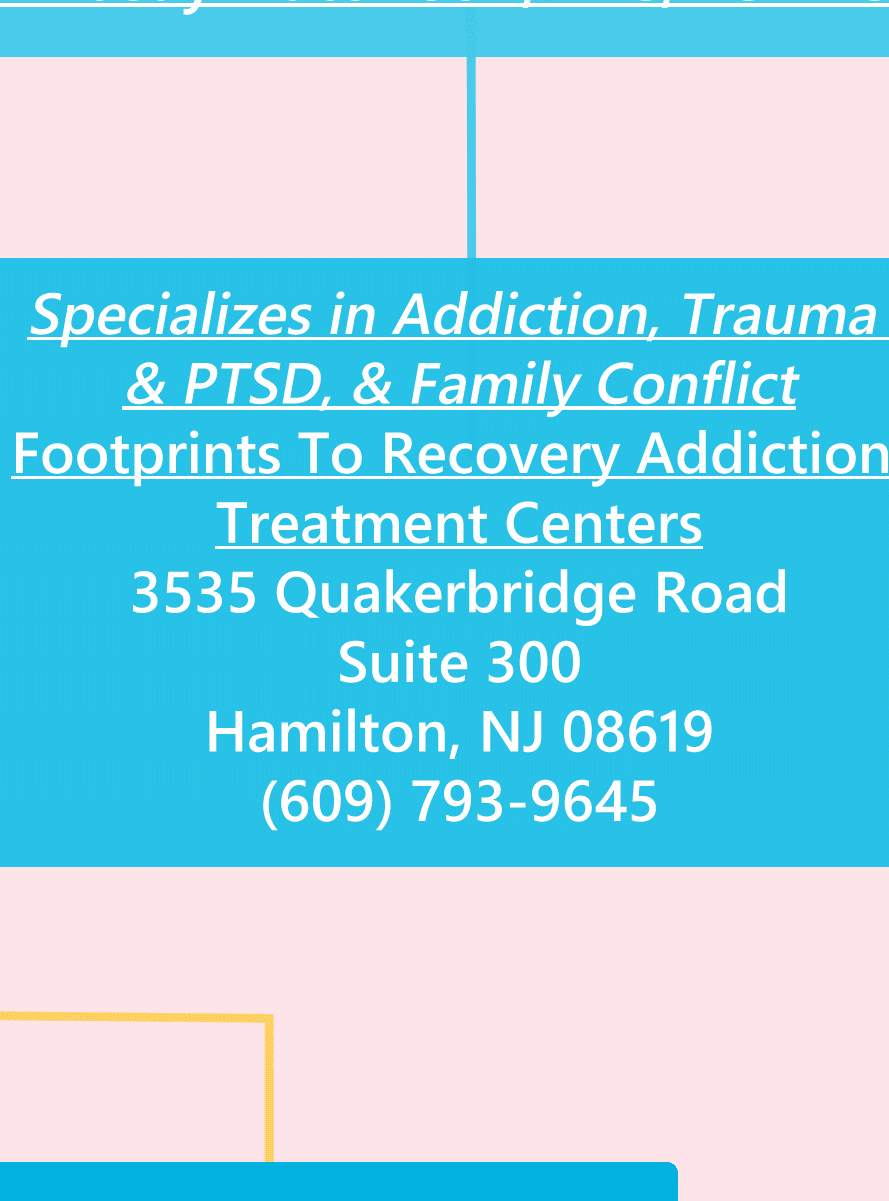 Specializes in Addiction, Trauma
& PTSD, & Family Conflict
Footprints To Recovery Addiction
Treatment Centers
3535 Quakerbridge Road
Suite 300
Hamilton, NJ 08619
(609) 793-9645